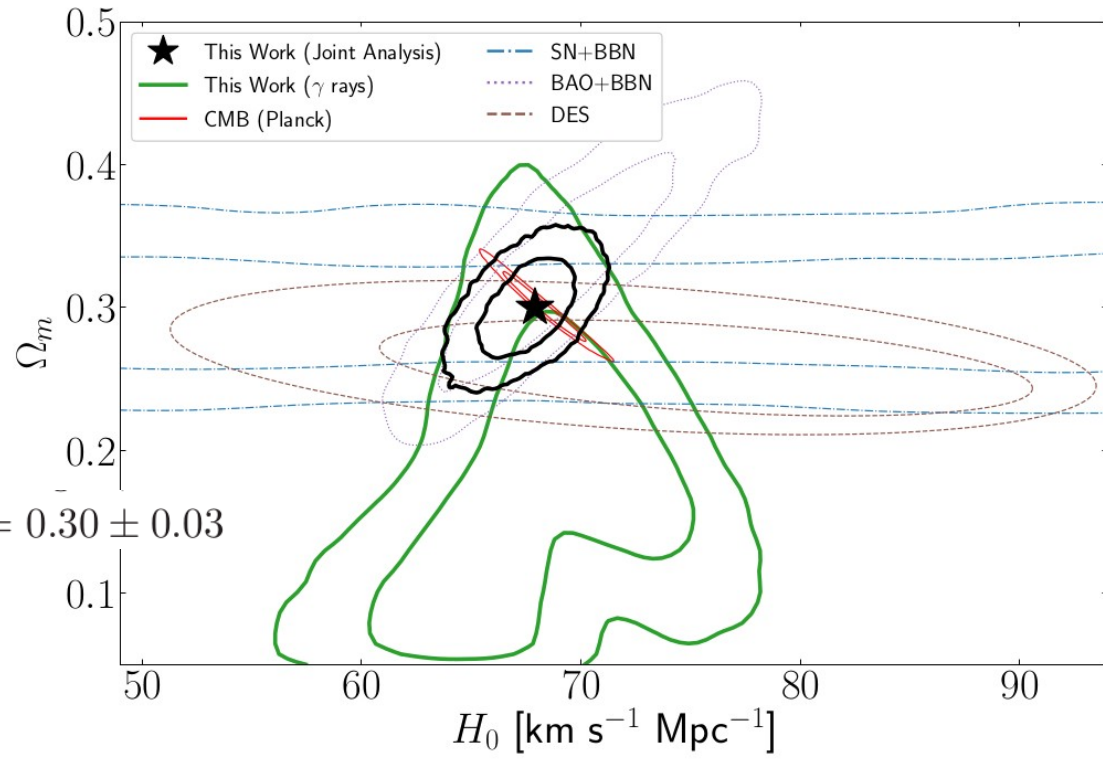 0.5
This Work (Joint Analysis)
This Work (γ rays)
CMB (Planck)
SN+BBN
BAO+BBN
DES
0.4
0.3
Ωm
0.2
= 0.30 ± 0.03
0.1
50 60 70 80 90
H₀ [km s⁻¹ Mpc⁻¹]